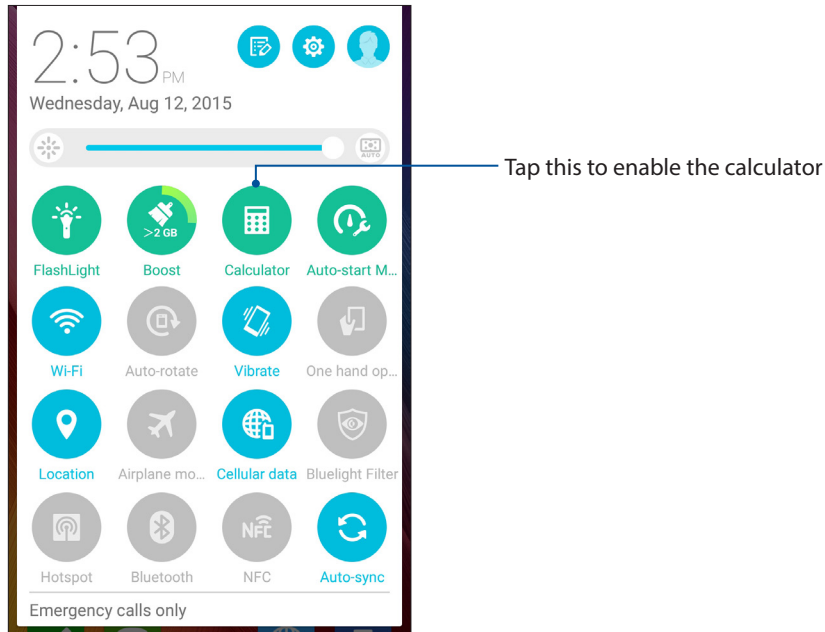 2:53 PM
Wednesday, Aug 12, 2015
AUTO
Tap this to enable the calculator
>2 GB
FlashLight Boost Calculator Auto-start M...
Wi-Fi Auto-rotate Vibrate One hand op...
Location Airplane mo... Cellular data Bluelight Filter
NFC
Hotspot Bluetooth NFC Auto-sync
Emergency calls only